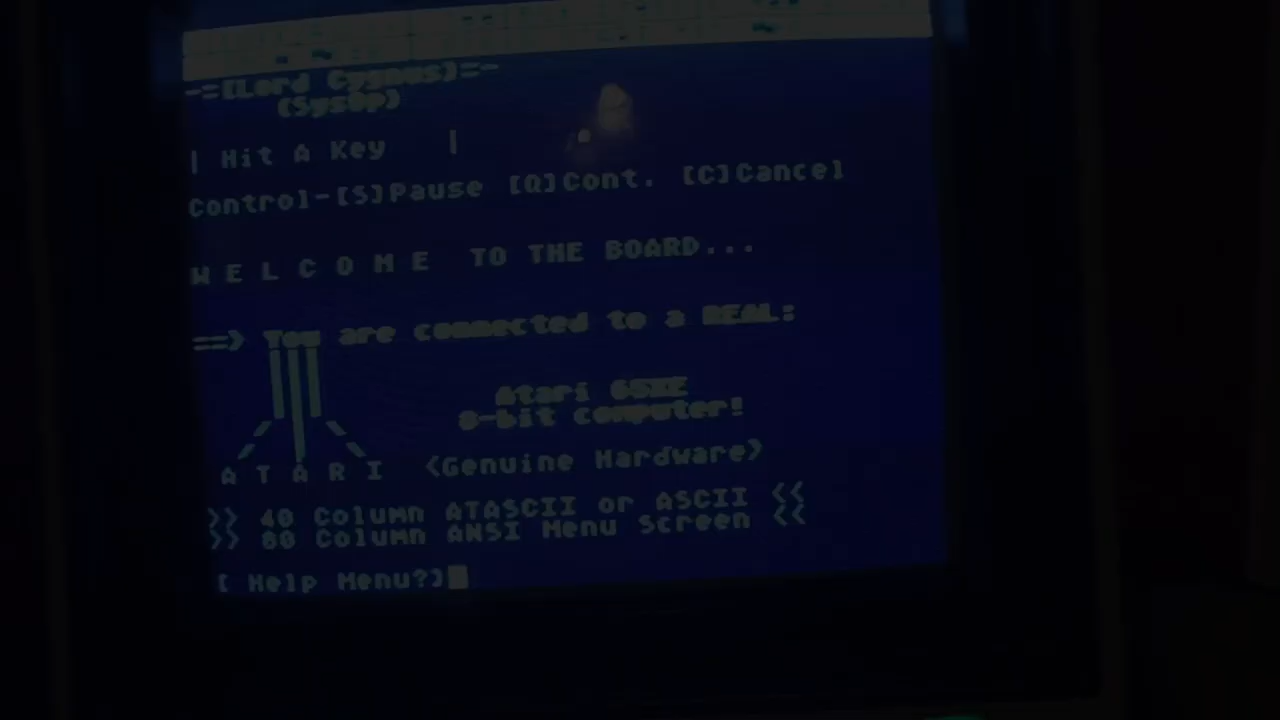 -=[Lord Cygnus]=-
(SysOp)
| Hit A Key |
Control-[S]Pause [Q]Cont. [C]Cancel
W E L C O M E TO THE BOARD...
==> You are connected to a REAL:
Atari 65XE
8-bit computer!
A T A R I <Genuine Hardware>
>> 40 Column ATASCII or ASCII <<
>> 80 Column ANSI Menu Screen <<
[ Help Menu?]